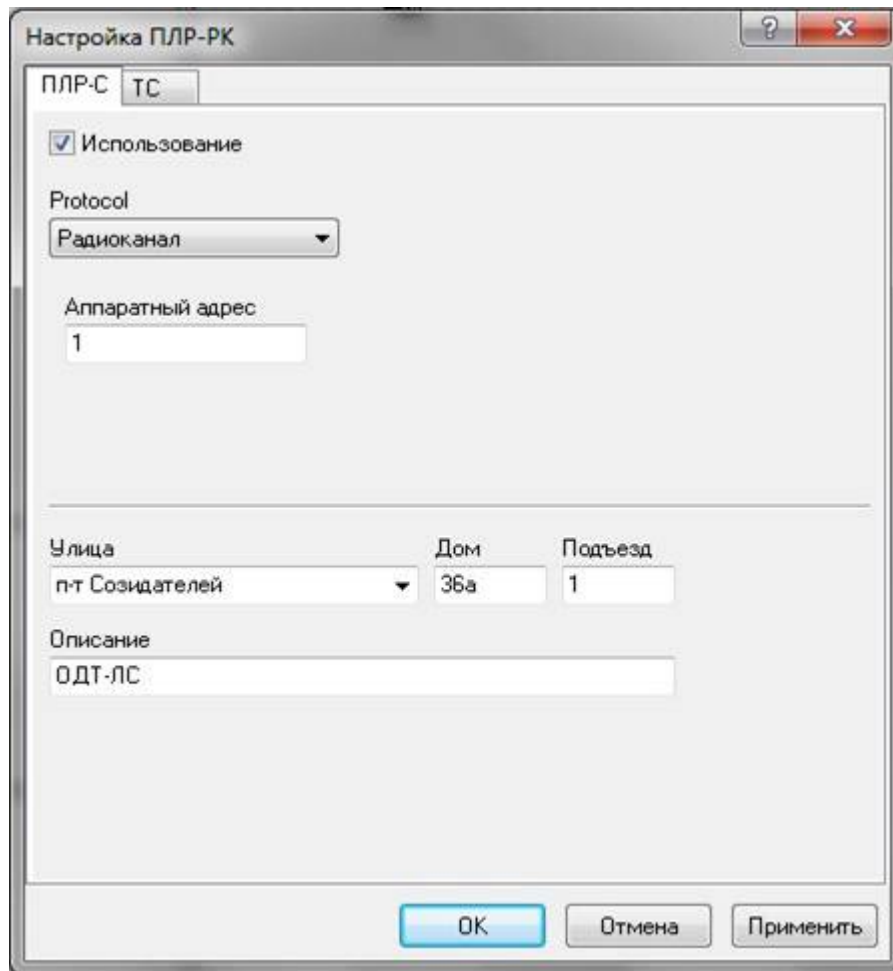 Настройка ПЛР-РК
ПЛР-С ТС
Использование
Protocol
Радиоканал
Аппаратный адрес
1
Улица Дом Подъезд
п-т Созидателей 36а 1
Описание
ОДТ-ЛС
OK Отмена Применить